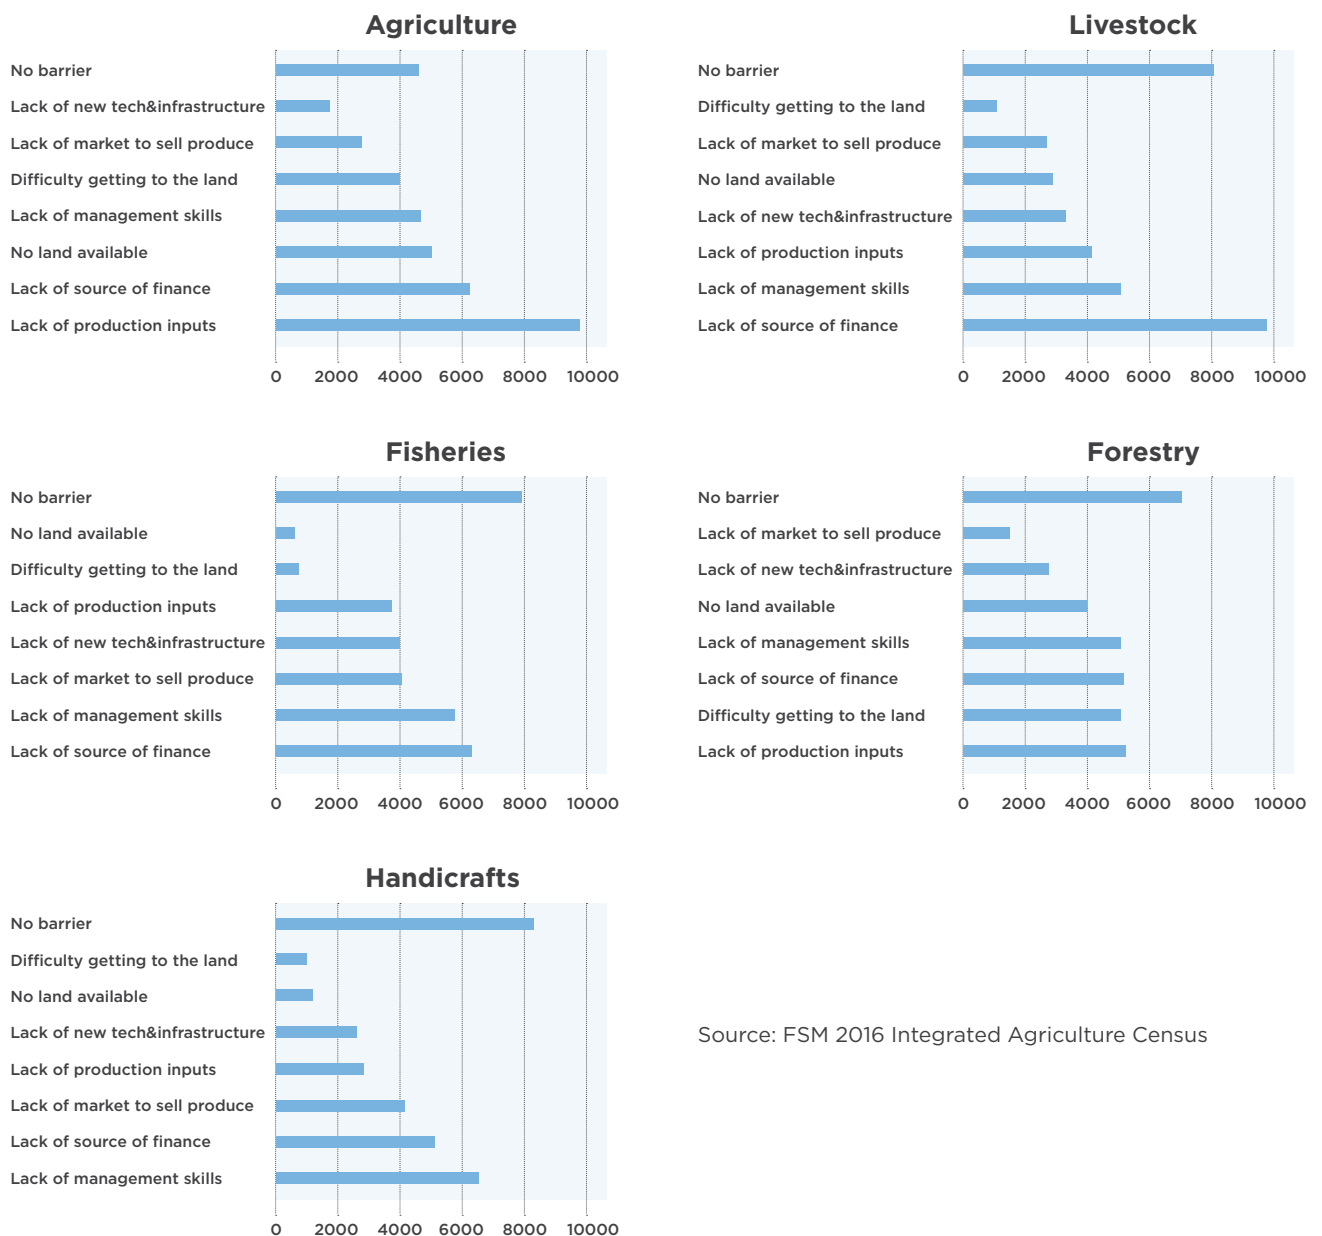 Agriculture
No barrier
Lack of new tech&infrastructure
Lack of market to sell produce
Difficulty getting to the land
Lack of management skills
No land available
Lack of source of finance
Lack of production inputs
0 2000 4000 6000 8000 10000
Livestock
No barrier
Difficulty getting to the land
Lack of market to sell produce
No land available
Lack of new tech&infrastructure
Lack of production inputs
Lack of management skills
Lack of source of finance
0 2000 4000 6000 8000 10000
Fisheries
No barrier
No land available
Difficulty getting to the land
Lack of production inputs
Lack of new tech&infrastructure
Lack of market to sell produce
Lack of management skills
Lack of source of finance
0 2000 4000 6000 8000 10000
Forestry
No barrier
Lack of market to sell produce
Lack of new tech&infrastructure
No land available
Lack of management skills
Lack of source of finance
Difficulty getting to the land
Lack of production inputs
0 2000 4000 6000 8000 10000
Handicrafts
No barrier
Difficulty getting to the land
No land available
Lack of new tech&infrastructure
Lack of production inputs
Lack of market to sell produce
Lack of source of finance
Lack of management skills
0 2000 4000 6000 8000 10000
Source: FSM 2016 Integrated Agriculture Census